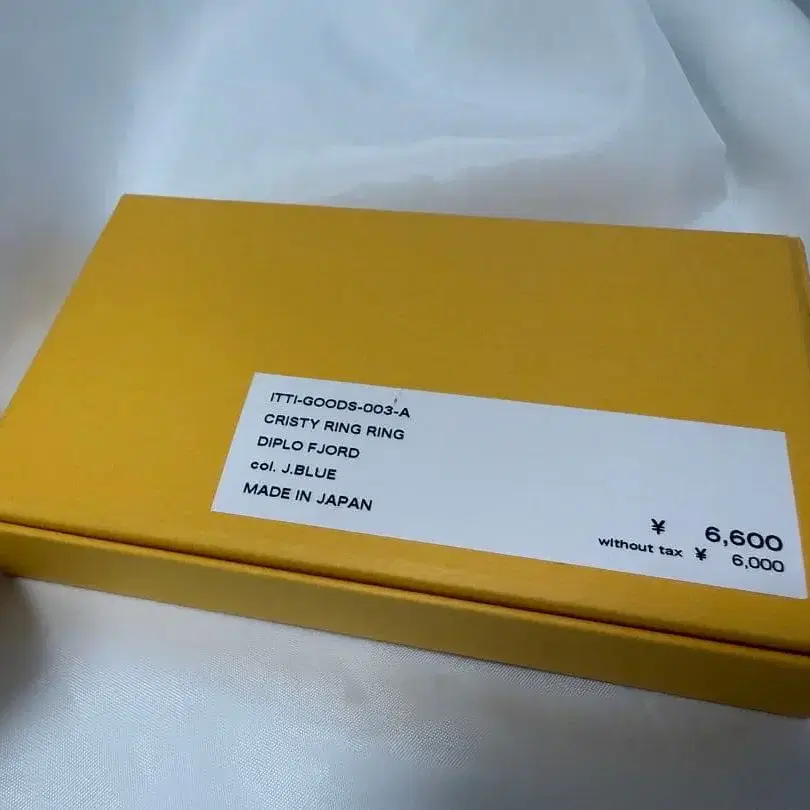 ITTI-GOODS-003-A
CRISTY RING RING
DIPLO FJORD
col. J.BLUE
MADE IN JAPAN
¥ 6,600
without tax ¥ 6,000